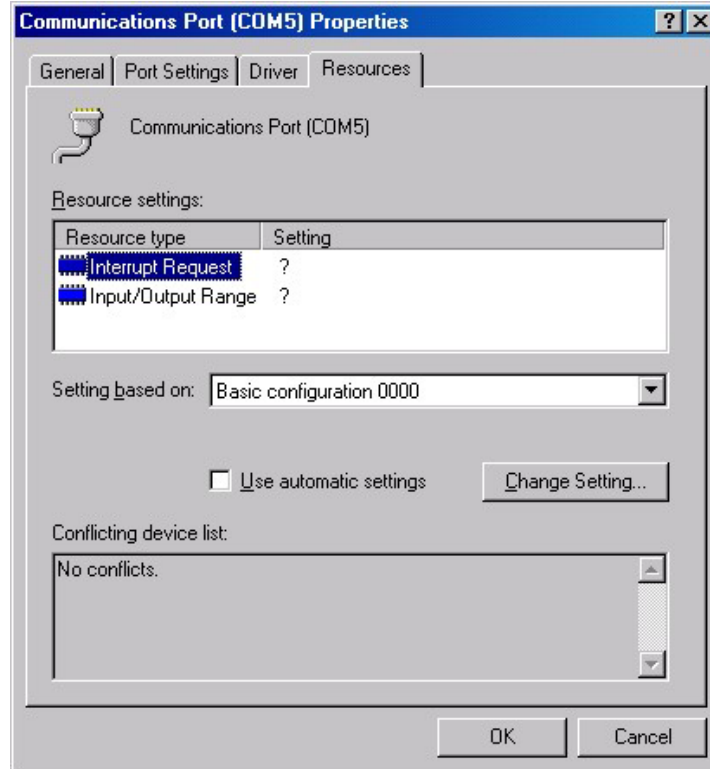 Communications Port (COM5) Properties
General Port Settings Driver Resources
Communications Port (COM5)
Resource settings:
Resource type Setting
Interrupt Request ?
Input/Output Range ?
Setting based on: Basic configuration 0000
Use automatic settings Change Setting...
Conflicting device list:
No conflicts.
OK Cancel